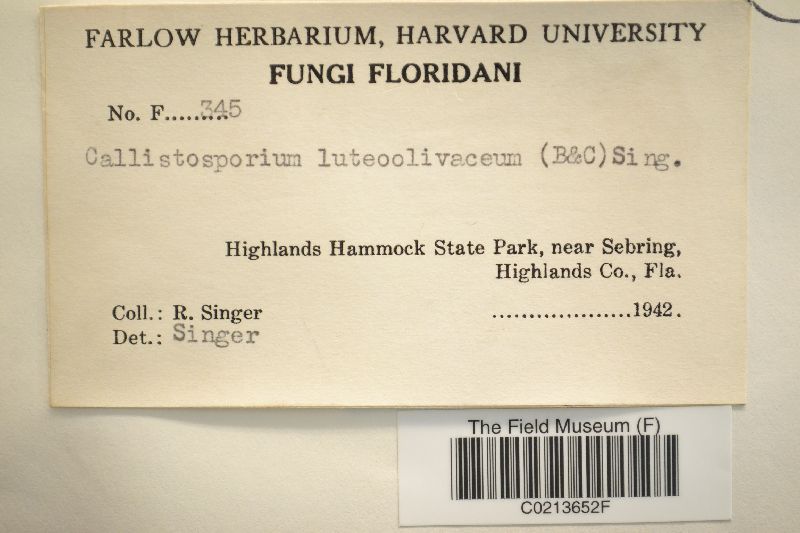 FARLOW HERBARIUM, HARVARD UNIVERSITY
FUNGI FLORIDANI
No. F.........345
Callistosporium luteoolivaceum (B&C)Sing.
Highlands Hammock State Park, near Sebring,
Highlands Co., Fla.
Coll.: R. Singer ...................1942.
Det.: Singer
The Field Museum (F)
C0213652F